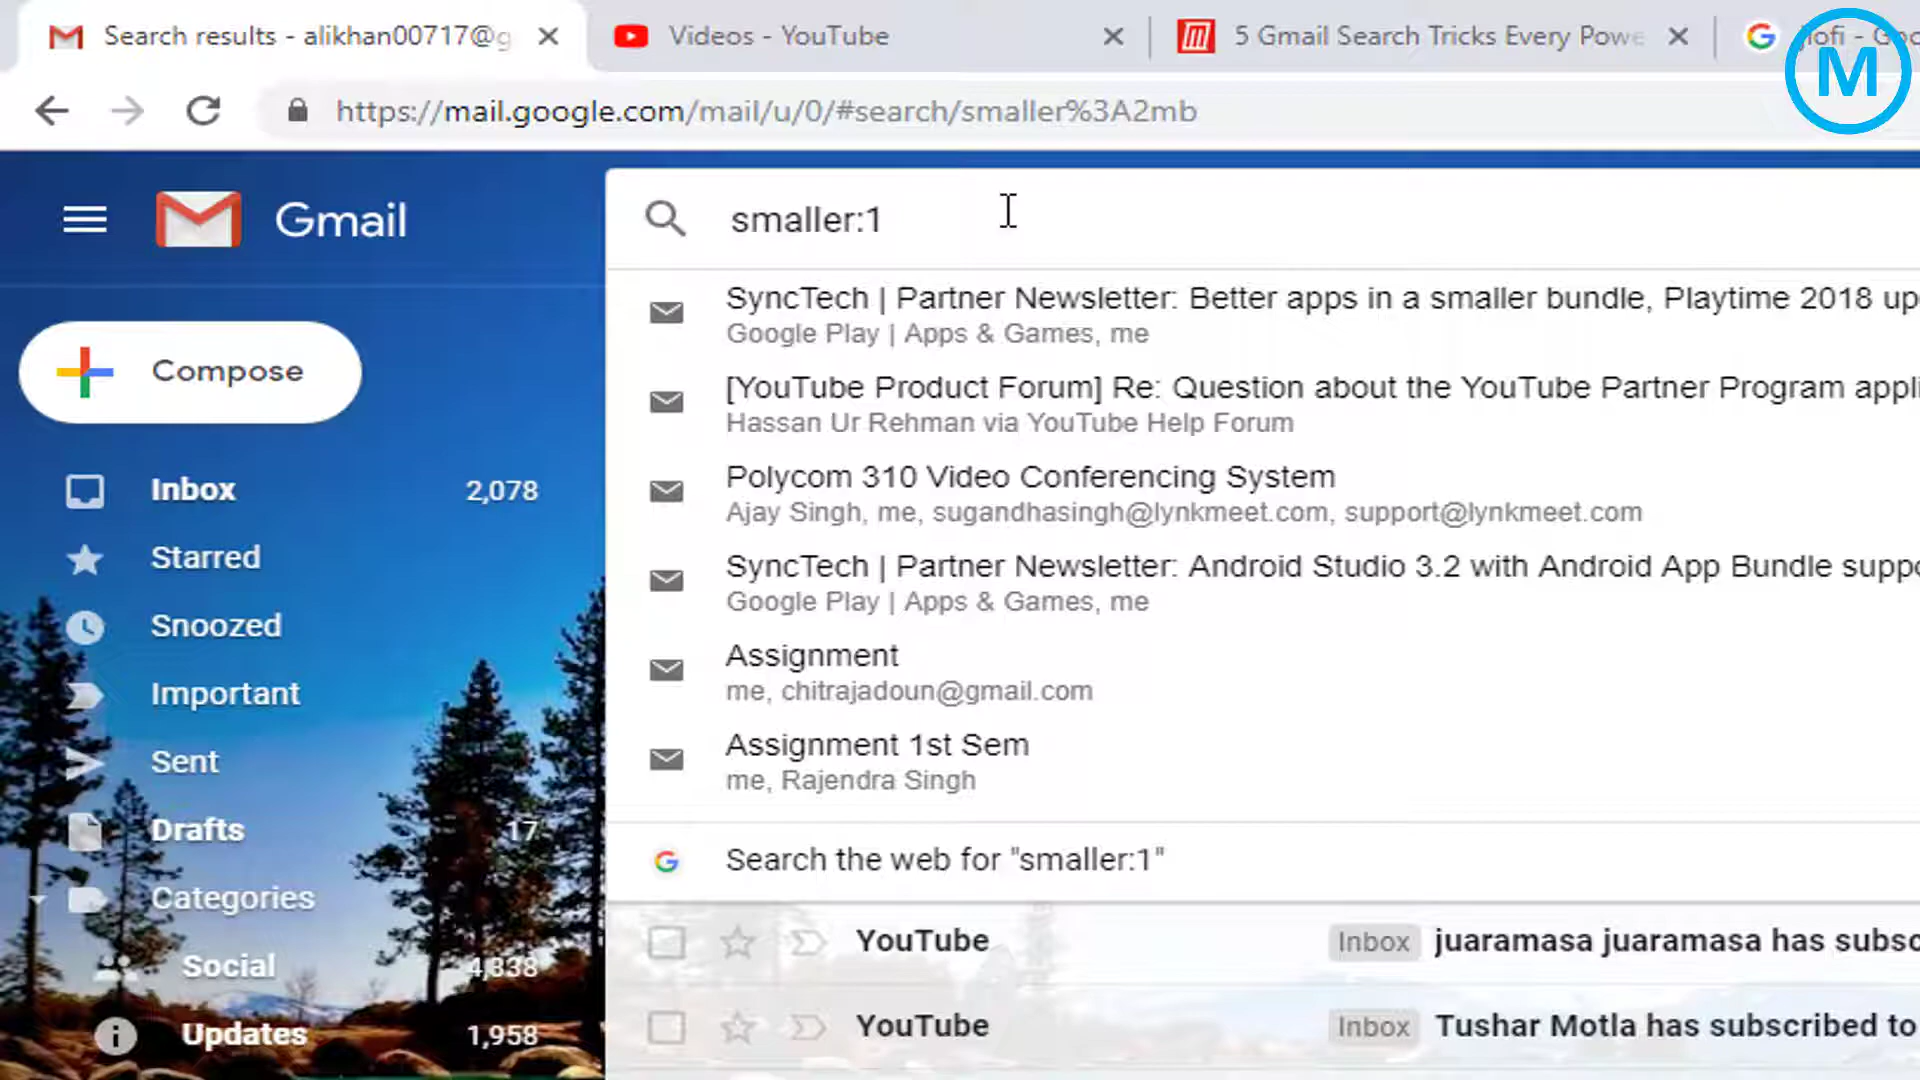 Search results - alikhan00717@g
Videos - YouTube
5 Gmail Search Tricks Every Powe
jiofi - Goo
M
https://mail.google.com/mail/u/0/#search/smaller%3A2mb
Gmail
smaller:1
Compose
SyncTech | Partner Newsletter: Better apps in a smaller bundle, Playtime 2018 up
Google Play | Apps & Games, me
[YouTube Product Forum] Re: Question about the YouTube Partner Program appli
Hassan Ur Rehman via YouTube Help Forum
Polycom 310 Video Conferencing System
Ajay Singh, me, sugandhasingh@lynkmeet.com, support@lynkmeet.com
SyncTech | Partner Newsletter: Android Studio 3.2 with Android App Bundle suppo
Google Play | Apps & Games, me
Assignment
me, chitrajadoun@gmail.com
Assignment 1st Sem
me, Rajendra Singh
Search the web for "smaller:1"
Inbox 2,078
Starred
Snoozed
Important
Sent
Drafts 17
Categories
Social 4,838
Updates 1,958
YouTube Inbox juaramasa juaramasa has subsc
YouTube Inbox Tushar Motla has subscribed to